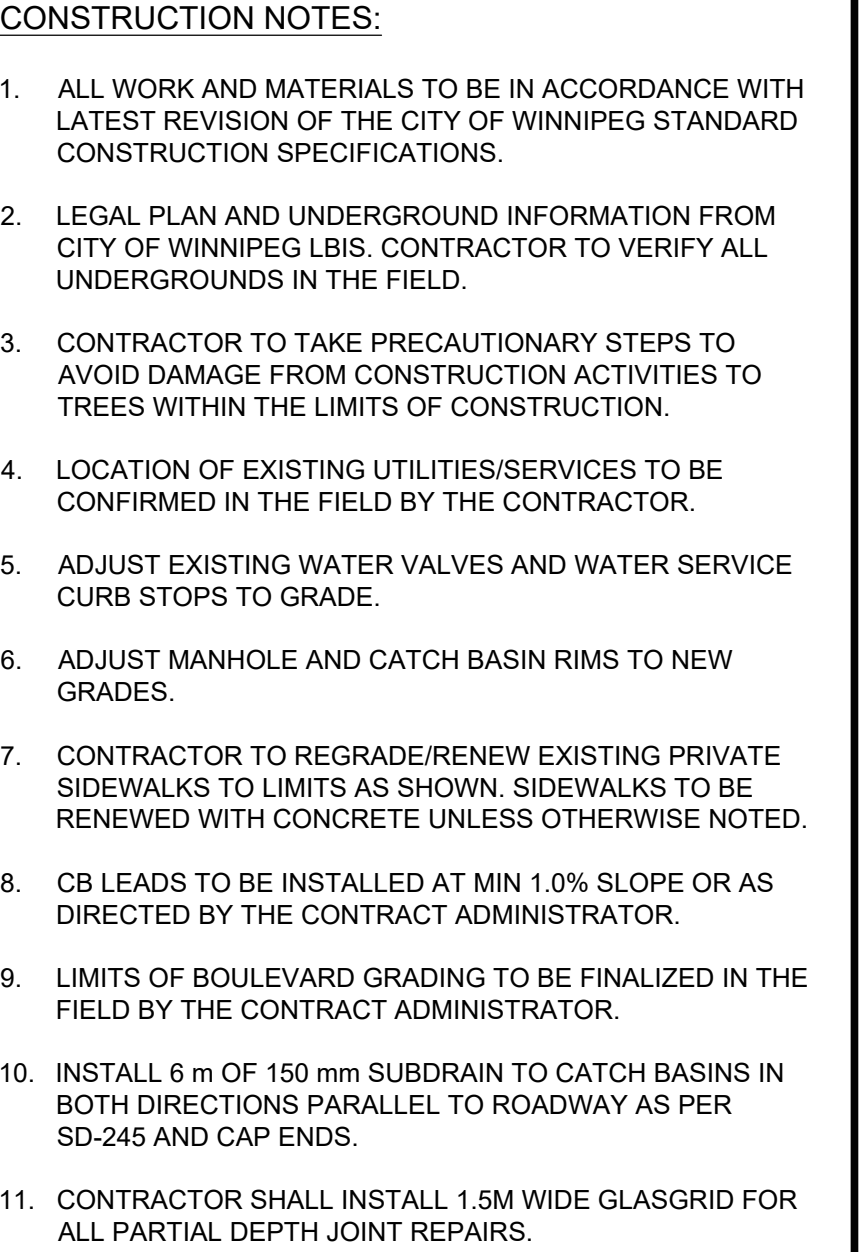 CONSTRUCTION NOTES:
1. ALL WORK AND MATERIALS TO BE IN ACCORDANCE WITH
LATEST REVISION OF THE CITY OF WINNIPEG STANDARD
CONSTRUCTION SPECIFICATIONS.
2. LEGAL PLAN AND UNDERGROUND INFORMATION FROM
CITY OF WINNIPEG LBIS. CONTRACTOR TO VERIFY ALL
UNDERGROUNDS IN THE FIELD.
3. CONTRACTOR TO TAKE PRECAUTIONARY STEPS TO
AVOID DAMAGE FROM CONSTRUCTION ACTIVITIES TO
TREES WITHIN THE LIMITS OF CONSTRUCTION.
4. LOCATION OF EXISTING UTILITIES/SERVICES TO BE
CONFIRMED IN THE FIELD BY THE CONTRACTOR.
5. ADJUST EXISTING WATER VALVES AND WATER SERVICE
CURB STOPS TO GRADE.
6. ADJUST MANHOLE AND CATCH BASIN RIMS TO NEW
GRADES.
7. CONTRACTOR TO REGRADE/RENEW EXISTING PRIVATE
SIDEWALKS TO LIMITS AS SHOWN. SIDEWALKS TO BE
RENEWED WITH CONCRETE UNLESS OTHERWISE NOTED.
8. CB LEADS TO BE INSTALLED AT MIN 1.0% SLOPE OR AS
DIRECTED BY THE CONTRACT ADMINISTRATOR.
9. LIMITS OF BOULEVARD GRADING TO BE FINALIZED IN THE
FIELD BY THE CONTRACT ADMINISTRATOR.
10. INSTALL 6 m OF 150 mm SUBDRAIN TO CATCH BASINS IN
BOTH DIRECTIONS PARALLEL TO ROADWAY AS PER
SD-245 AND CAP ENDS.
11. CONTRACTOR SHALL INSTALL 1.5M WIDE GLASGRID FOR
ALL PARTIAL DEPTH JOINT REPAIRS.